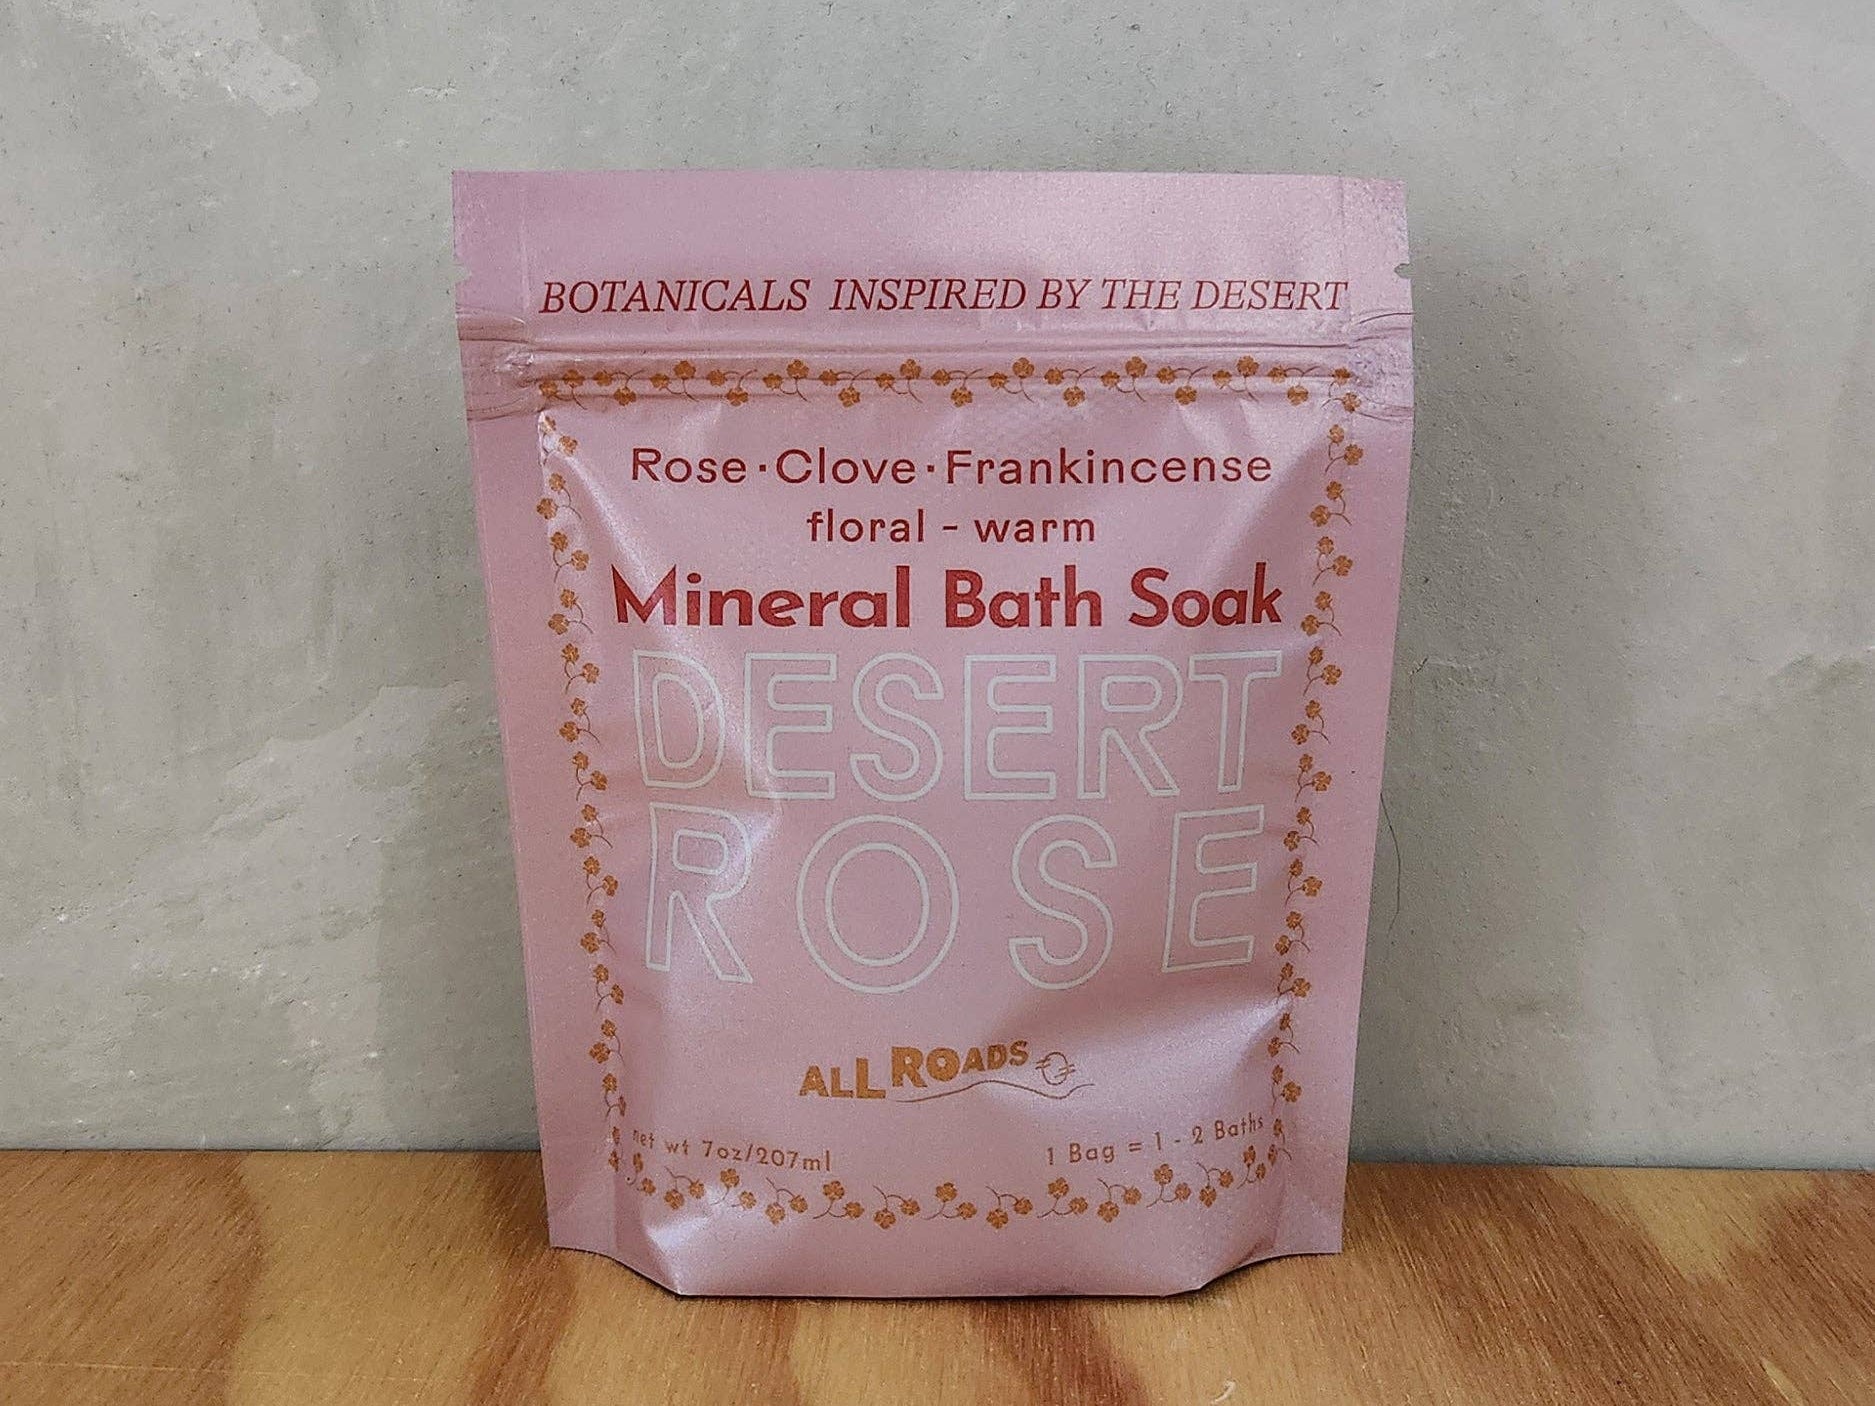 BOTANICALS INSPIRED BY THE DESERT
Rose · Clove · Frankincense
floral - warm
Mineral Bath Soak
DESERT
ROSE
ALL ROADS
net wt 7oz/207ml
1 Bag = 1 - 2 Baths